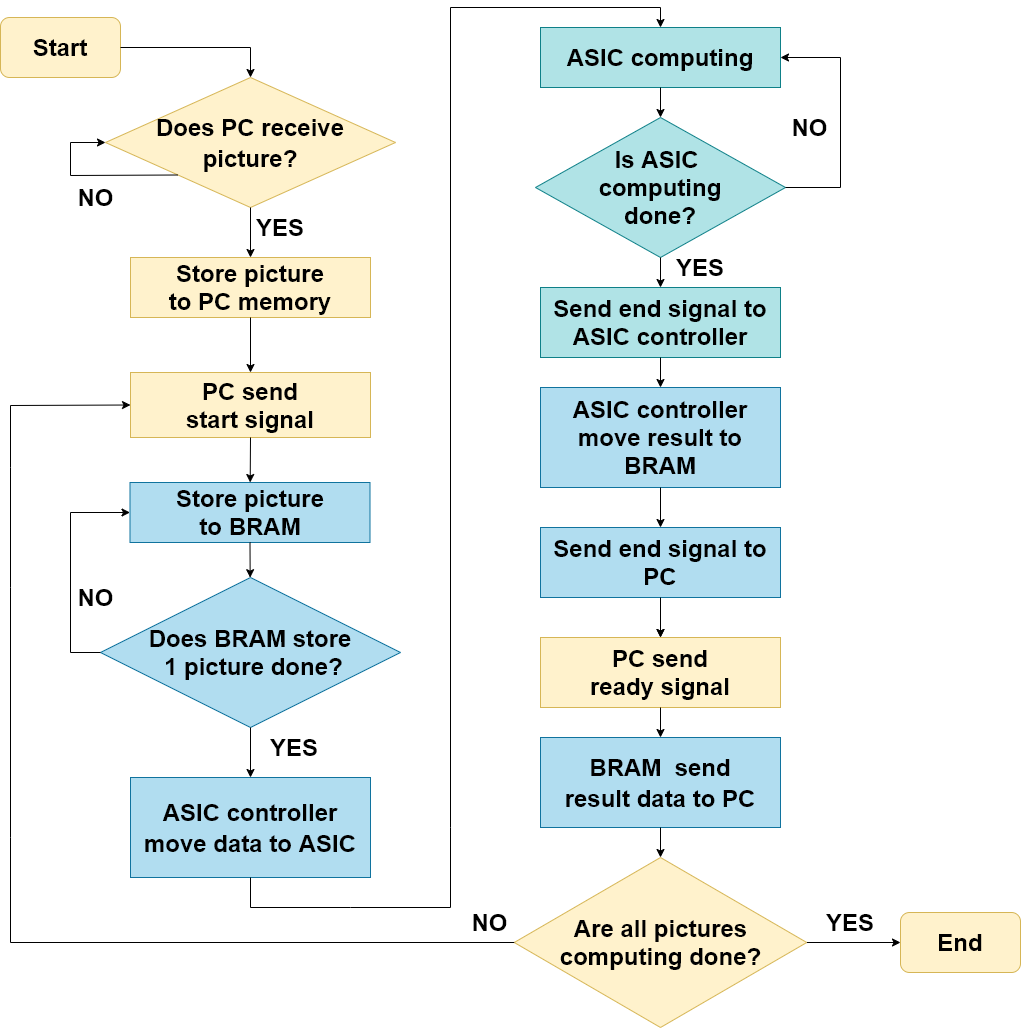 Start
Does PC receive
picture?
NO
YES
Store picture
to PC memory
PC send
start signal
Store picture
to BRAM
NO
Does BRAM store
1 picture done?
YES
ASIC controller
move data to ASIC
ASIC computing
NO
Is ASIC
computing
done?
YES
Send end signal to
ASIC controller
ASIC controller
move result to
BRAM
Send end signal to
PC
PC send
ready signal
BRAM send
result data to PC
NO
Are all pictures
computing done?
YES
End